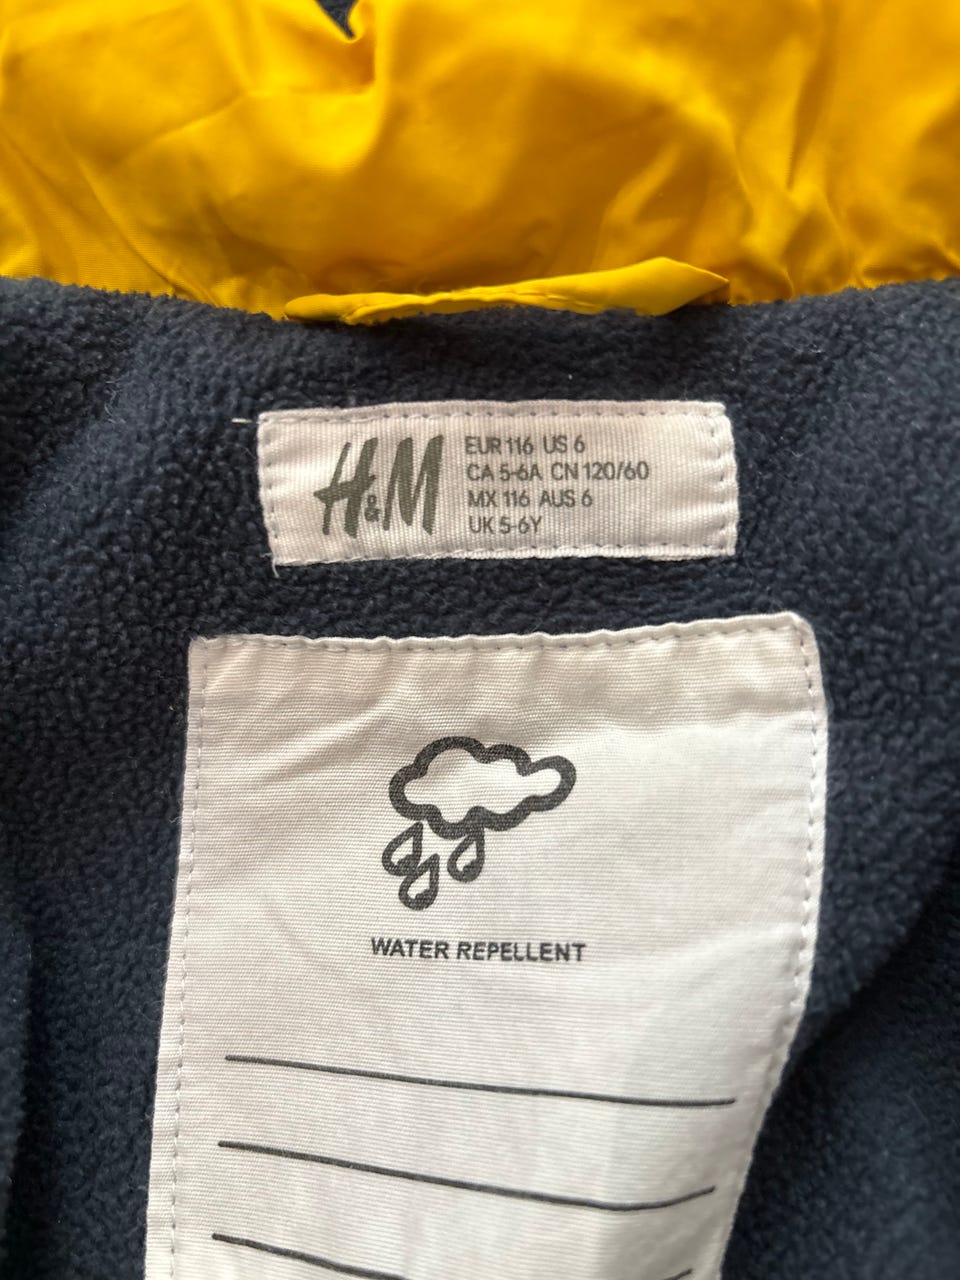 H&M
EUR 116 US 6
CA 5-6A CN 120/60
MX 116 AUS 6
UK 5-6Y
WATER REPELLENT